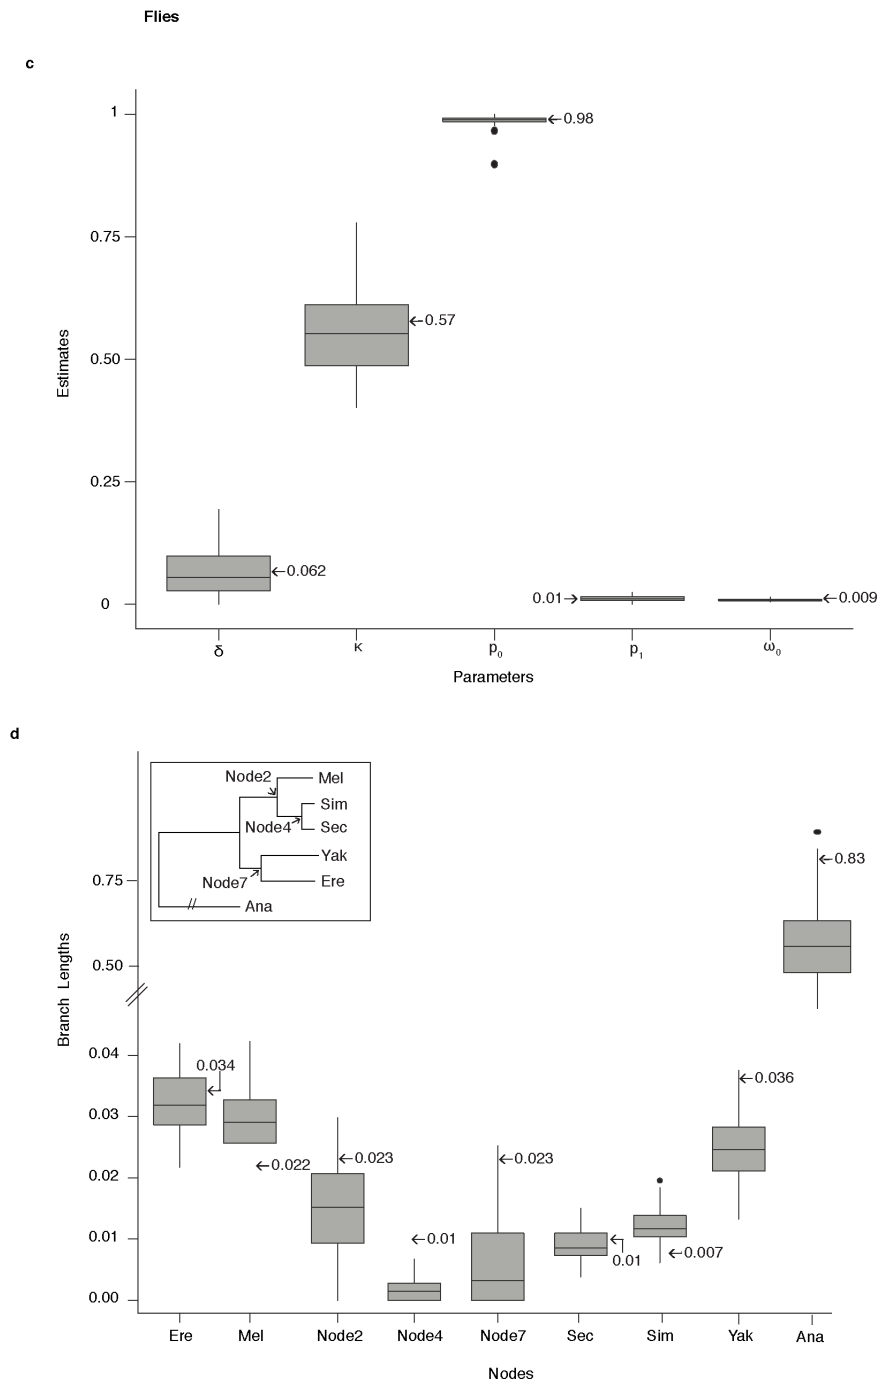 Flies
c
1
←0.98
0.75
←0.57
0.50
Estimates
0.25
←0.062
0.01→
←0.009
0
δ κ p₀ p₁ ω₀
Parameters
d
Node2 Mel
Sim
Node4 Sec
Yak
Node7 Ere
Ana
←0.83
0.75
0.50
Branch Lengths
0.04
0.034
←0.036
0.03
←0.022
←0.023
←0.023
0.02
0.01
←0.01
←0.007
0.01
0.00
Ere Mel Node2 Node4 Node7 Sec Sim Yak Ana
Nodes